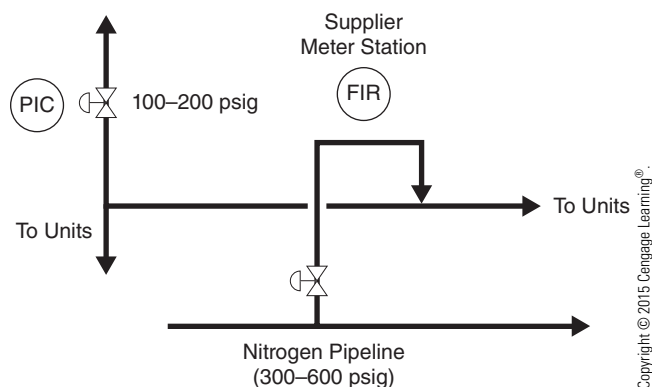 Supplier
Meter Station
PIC
100–200 psig
FIR
To Units
To Units
Nitrogen Pipeline
(300–600 psig)
Copyright © 2015 Cengage Learning®.